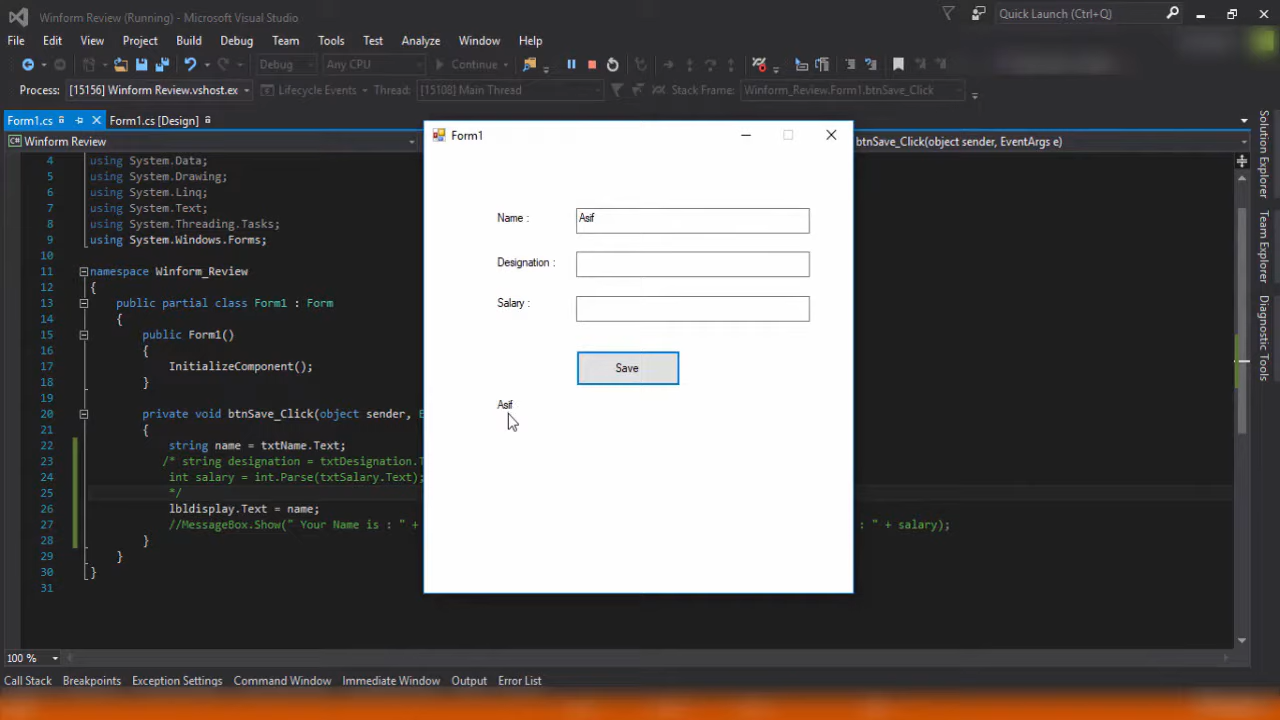 Winform Review (Running) - Microsoft Visual Studio
Quick Launch (Ctrl+Q)
File Edit View Project Build Debug Team Tools Test Analyze Window Help
Debug Any CPU Continue
Process: [15156] Winform Review.vshost.ex Lifecycle Events Thread: [15108] Main Thread Stack Frame: Winform_Review.Form1.btnSave_Click
Form1.cs Form1.cs [Design]
Winform Review
btnSave_Click(object sender, EventArgs e)
4 using System.Data;
5 using System.Drawing;
6 using System.Linq;
7 using System.Text;
8 using System.Threading.Tasks;
9 using System.Windows.Forms;
10
11 namespace Winform_Review
12 {
13 public partial class Form1 : Form
14 {
15 public Form1()
16 {
17 InitializeComponent();
18 }
19
20 private void btnSave_Click(object sender,
21 {
22 string name = txtName.Text;
23 /* string designation = txtDesignation.
24 int salary = int.Parse(txtSalary.Text);
25 */
26 lbldisplay.Text = name;
27 //MessageBox.Show(" Your Name is : " + : " + salary);
28 }
29 }
30 }
31
Form1
Name : Asif
Designation :
Salary :
Save
Asif
Solution Explorer
Team Explorer
Diagnostic Tools
100 %
Call Stack Breakpoints Exception Settings Command Window Immediate Window Output Error List